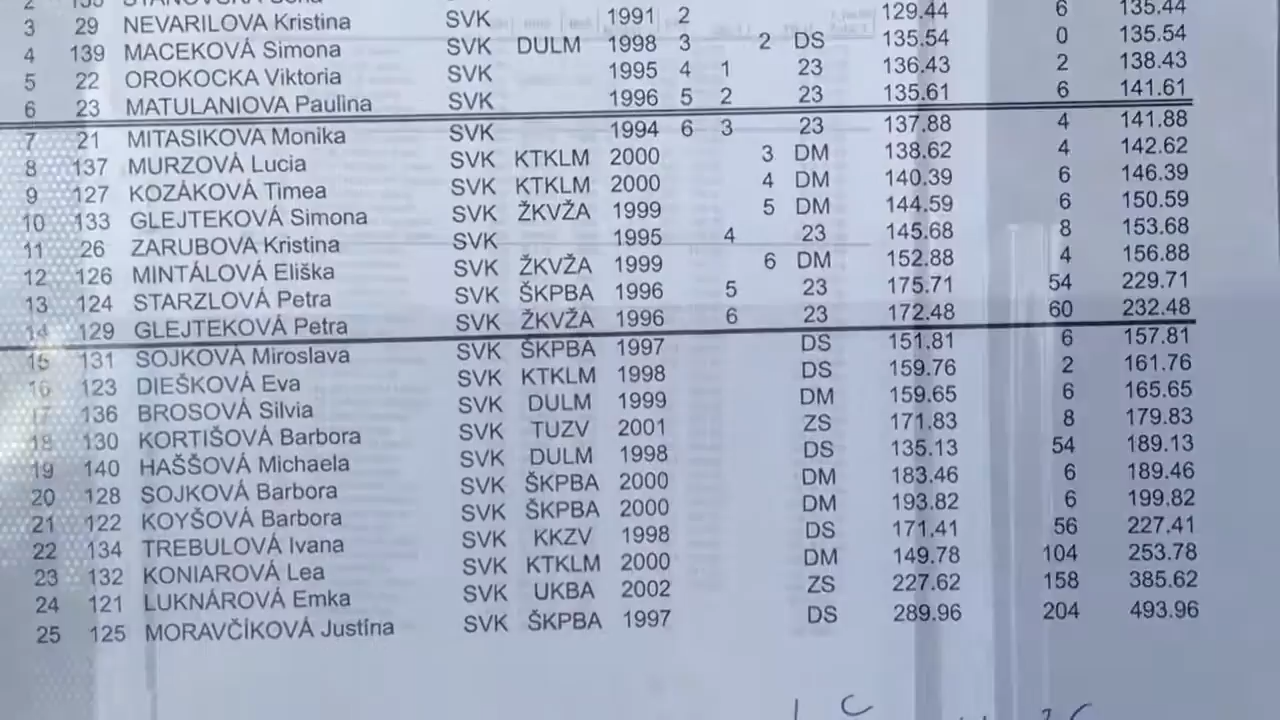 3 29 NEVARILOVA Kristina SVK 1991 2 129.44 6 135.44
4 139 MACEKOVÁ Simona SVK DULM 1998 3 2 DS 135.54 0 135.54
5 22 OROKOCKA Viktoria SVK 1995 4 1 23 136.43 2 138.43
6 23 MATULANIOVA Paulina SVK 1996 5 2 23 135.61 6 141.61
7 21 MITASIKOVA Monika SVK 1994 6 3 23 137.88 4 141.88
8 137 MURZOVÁ Lucia SVK KTKLM 2000 3 DM 138.62 4 142.62
9 127 KOZÁKOVÁ Timea SVK KTKLM 2000 4 DM 140.39 6 146.39
10 133 GLEJTEKOVÁ Simona SVK ŽKVŽA 1999 5 DM 144.59 6 150.59
11 26 ZARUBOVA Kristina SVK 1995 4 23 145.68 8 153.68
12 126 MINTÁLOVÁ Eliška SVK ŽKVŽA 1999 6 DM 152.88 4 156.88
13 124 STARZLOVÁ Petra SVK ŠKPBA 1996 5 23 175.71 54 229.71
14 129 GLEJTEKOVÁ Petra SVK ŽKVŽA 1996 6 23 172.48 60 232.48
15 131 SOJKOVÁ Miroslava SVK ŠKPBA 1997 DS 151.81 6 157.81
16 123 DIEŠKOVÁ Eva SVK KTKLM 1998 DS 159.76 2 161.76
17 136 BROSOVÁ Silvia SVK DULM 1999 DM 159.65 6 165.65
18 130 KORTIŠOVÁ Barbora SVK TUZV 2001 ZS 171.83 8 179.83
19 140 HAŠŠOVÁ Michaela SVK DULM 1998 DS 135.13 54 189.13
20 128 SOJKOVÁ Barbora SVK ŠKPBA 2000 DM 183.46 6 189.46
21 122 KOYŠOVÁ Barbora SVK ŠKPBA 2000 DM 193.82 6 199.82
22 134 TREBULOVÁ Ivana SVK KKZV 1998 DS 171.41 56 227.41
23 132 KONIAROVÁ Lea SVK KTKLM 2000 DM 149.78 104 253.78
24 121 LUKNÁROVÁ Emka SVK UKBA 2002 ZS 227.62 158 385.62
25 125 MORAVČÍKOVÁ Justína SVK ŠKPBA 1997 DS 289.96 204 493.96